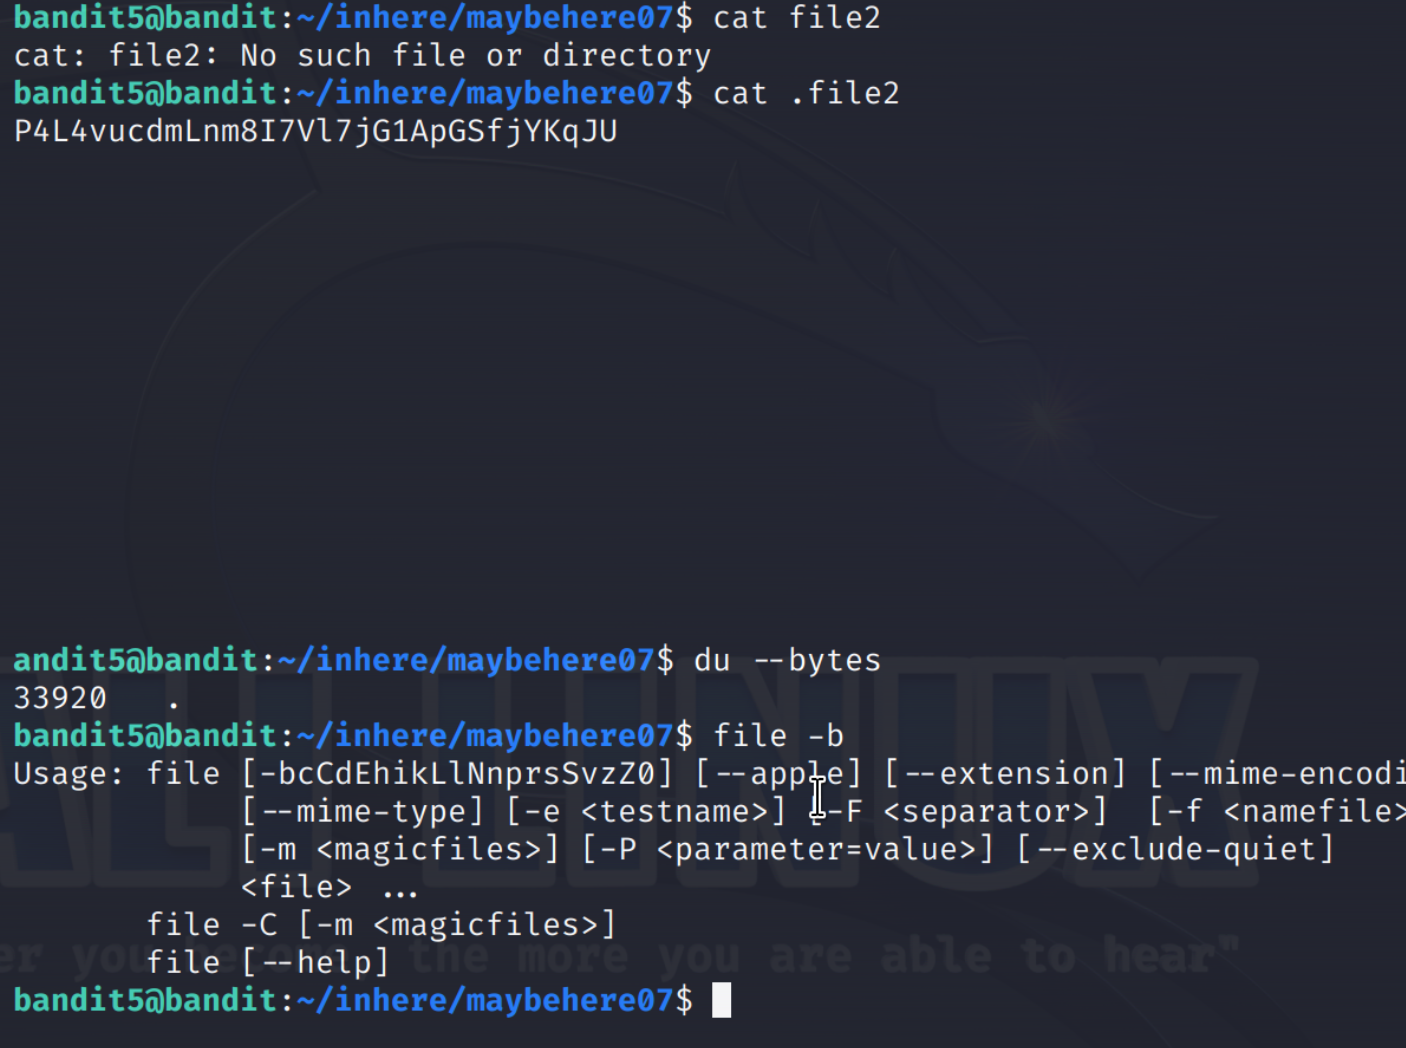 bandit5@bandit:~/inhere/maybehere07$ cat file2
cat: file2: No such file or directory
bandit5@bandit:~/inhere/maybehere07$ cat .file2
P4L4vucdmLnm8I7Vl7jG1ApGSfjYKqJU
andit5@bandit:~/inhere/maybehere07$ du --bytes
33920   .
bandit5@bandit:~/inhere/maybehere07$ file -b
Usage: file [-bcCdEhikLlNnprsSvzZ0] [--apple] [--extension] [--mime-encodi
            [--mime-type] [-e <testname>] [-F <separator>]  [-f <namefile>
            [-m <magicfiles>] [-P <parameter=value>] [--exclude-quiet]
            <file> ...
       file -C [-m <magicfiles>]
       file [--help]
bandit5@bandit:~/inhere/maybehere07$
ALI LINUX
the more you are able to hear"